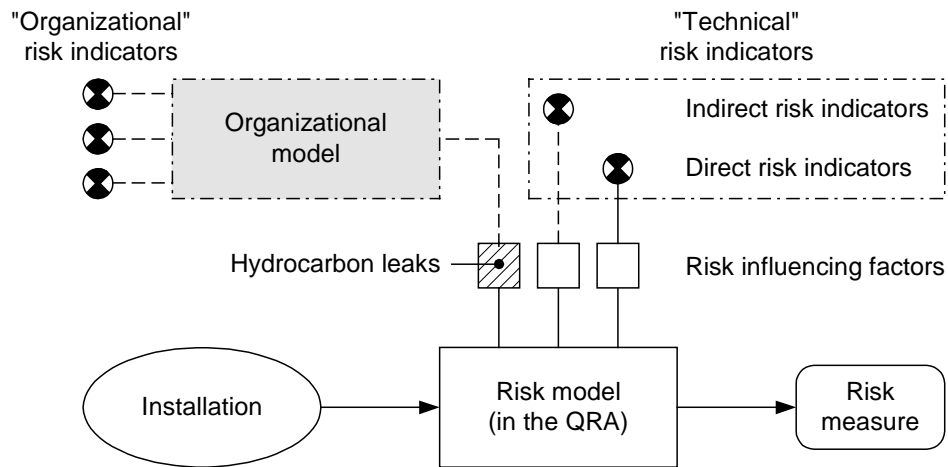 "Organizational"
risk indicators
"Technical"
risk indicators
Organizational
model
Indirect risk indicators
Direct risk indicators
Hydrocarbon leaks
Risk influencing factors
Installation
Risk model
(in the QRA)
Risk
measure